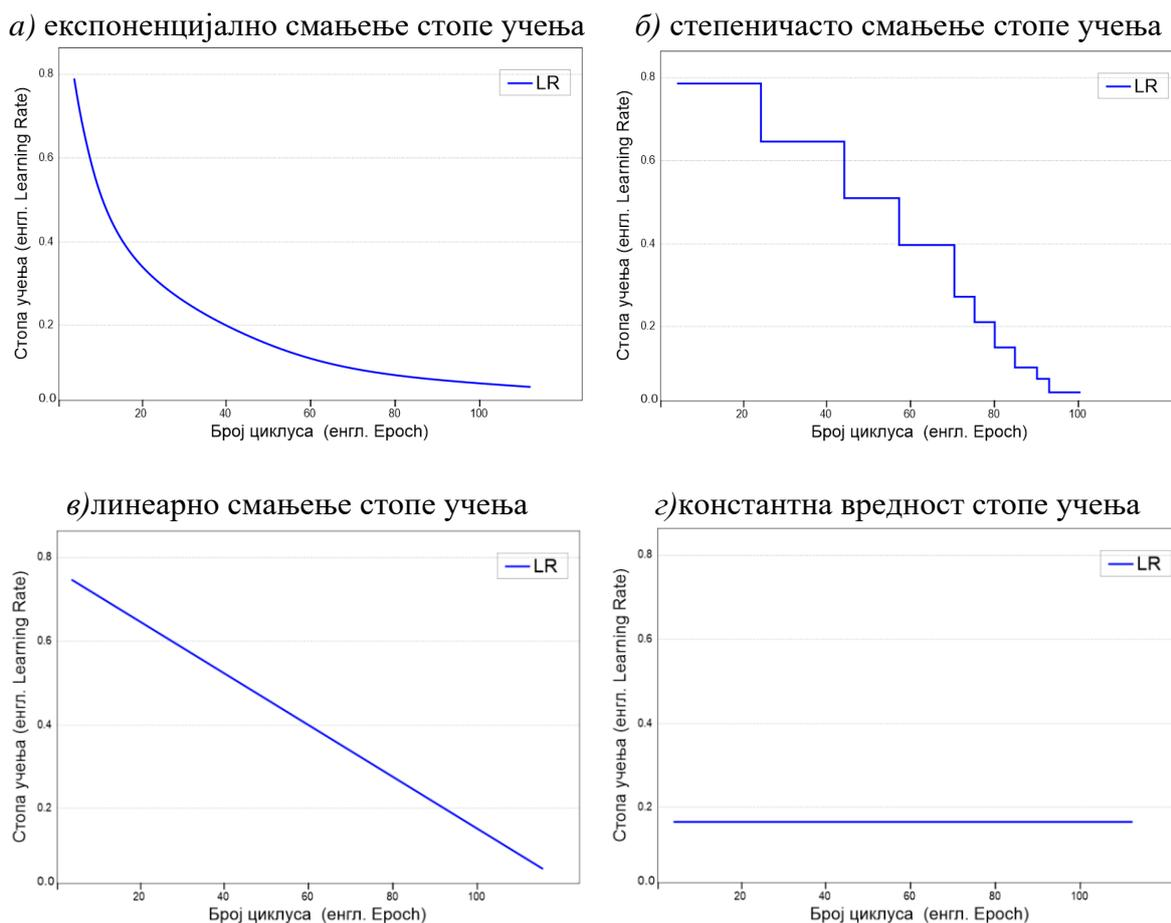 а) експоненцијално смањење стопе учења
0.8
0.6
0.4
0.2
0.0
20
40
60
80
100
LR
Стопа учења (енгл. Learning Rate)
Број циклуса (енгл. Epoch)
б) степеничасто смањење стопе учења
0.8
0.6
0.4
0.2
0.0
20
40
60
80
100
LR
Стопа учења (енгл. Learning Rate)
Број циклуса (енгл. Epoch)
в)линеарно смањење стопе учења
0.8
0.6
0.4
0.2
0.0
20
40
60
80
100
LR
Стопа учења (енгл. Learning Rate)
Број циклуса (енгл. Epoch)
г)константна вредност стопе учења
0.8
0.6
0.4
0.2
0.0
20
40
60
80
100
LR
Стопа учења (енгл. Learning Rate)
Број циклуса (енгл. Epoch)